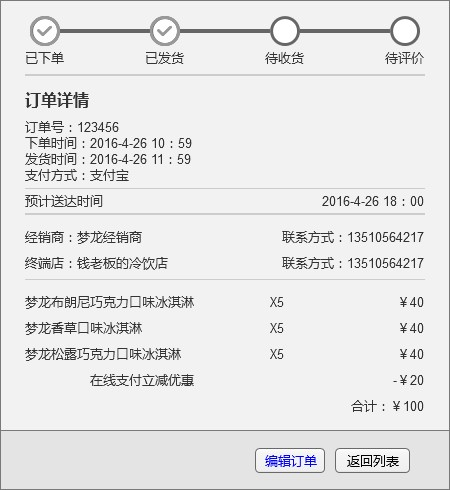 已下单 已发货 待收货 待评价
订单详情
订单号：123456
下单时间：2016-4-26 10：59
发货时间：2016-4-26 11：59
支付方式：支付宝
预计送达时间 2016-4-26 18：00
经销商：梦龙经销商 联系方式：13510564217
终端店：钱老板的冷饮店 联系方式：13510564217
梦龙布朗尼巧克力口味冰淇淋 X5 ￥40
梦龙香草口味冰淇淋 X5 ￥40
梦龙松露巧克力口味冰淇淋 X5 ￥40
在线支付立减优惠 -￥20
合计：￥100
编辑订单 返回列表